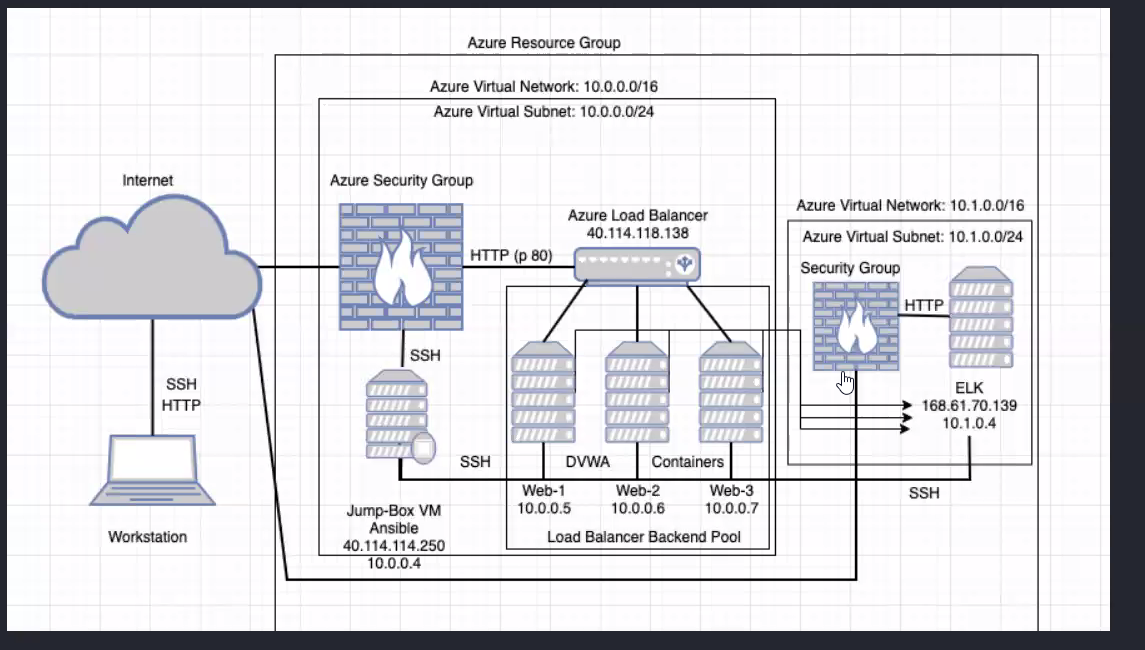 Azure Resource Group
Azure Virtual Network: 10.0.0.0/16
Azure Virtual Subnet: 10.0.0.0/24
Internet
Azure Security Group
Azure Load Balancer
40.114.118.138
HTTP (p 80)
Azure Virtual Network: 10.1.0.0/16
Azure Virtual Subnet: 10.1.0.0/24
Security Group
HTTP
SSH
SSH
HTTP
ELK
168.61.70.139
10.1.0.4
SSH
DVWA
Containers
Web-1
10.0.0.5
Web-2
10.0.0.6
Web-3
10.0.0.7
SSH
Workstation
Jump-Box VM
Ansible
40.114.114.250
10.0.0.4
Load Balancer Backend Pool